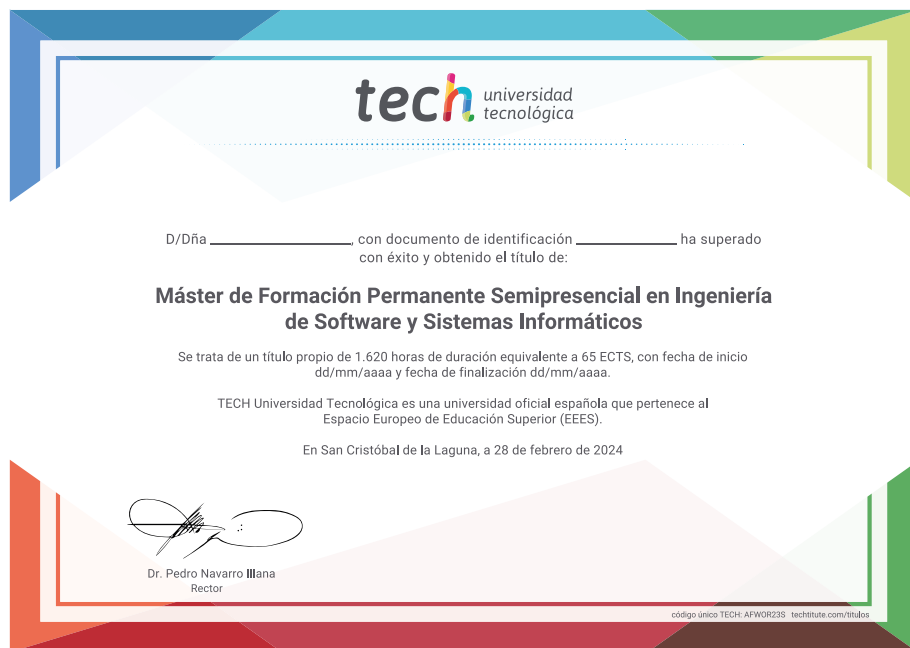 tech universidad
tecnológica
D/Dña ______________, con documento de identificación __________ ha superado
con éxito y obtenido el título de:
Máster de Formación Permanente Semipresencial en Ingeniería
de Software y Sistemas Informáticos
Se trata de un título propio de 1.620 horas de duración equivalente a 65 ECTS, con fecha de inicio
dd/mm/aaaa y fecha de finalización dd/mm/aaaa.
TECH Universidad Tecnológica es una universidad oficial española que pertenece al
Espacio Europeo de Educación Superior (EEES).
En San Cristóbal de la Laguna, a 28 de febrero de 2024
Dr. Pedro Navarro Illana
Rector
código único TECH: AFWOR23S techtitute.com/titulos